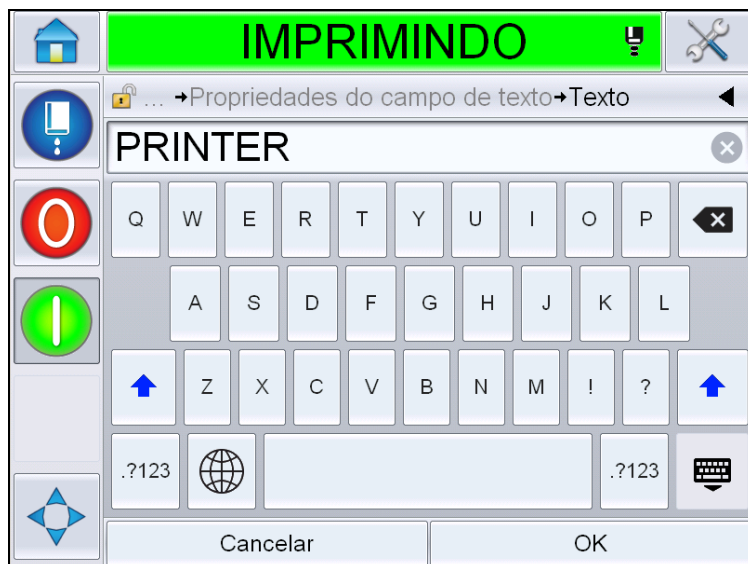 IMPRIMINDO
... →Propriedades do campo de texto→Texto
PRINTER
Q W E R T Y U I O P
A S D F G H J K L
Z X C V B N M ! ?
.?123 .?123
Cancelar OK